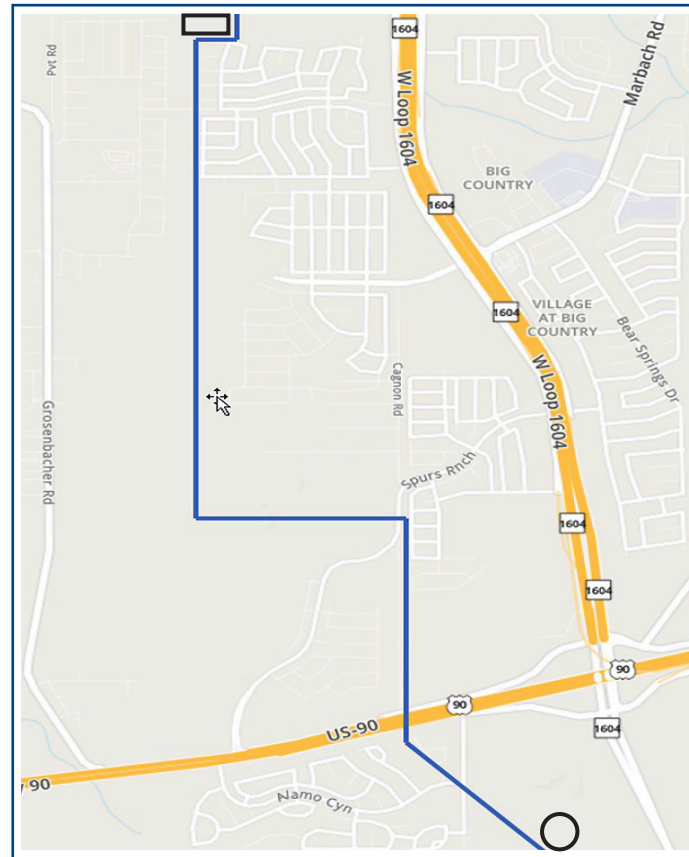 1604
Pvt Rd
W Loop 1604
Marbach Rd
BIG
COUNTRY
1604
1604
VILLAGE
AT BIG
COUNTRY
Bear Springs Dr
W Loop 1604
Cagnon Rd
Grosenbacher Rd
Spurs Rnch
1604
1604
90
90
US-90
1604
y 90
Alamo Cyn